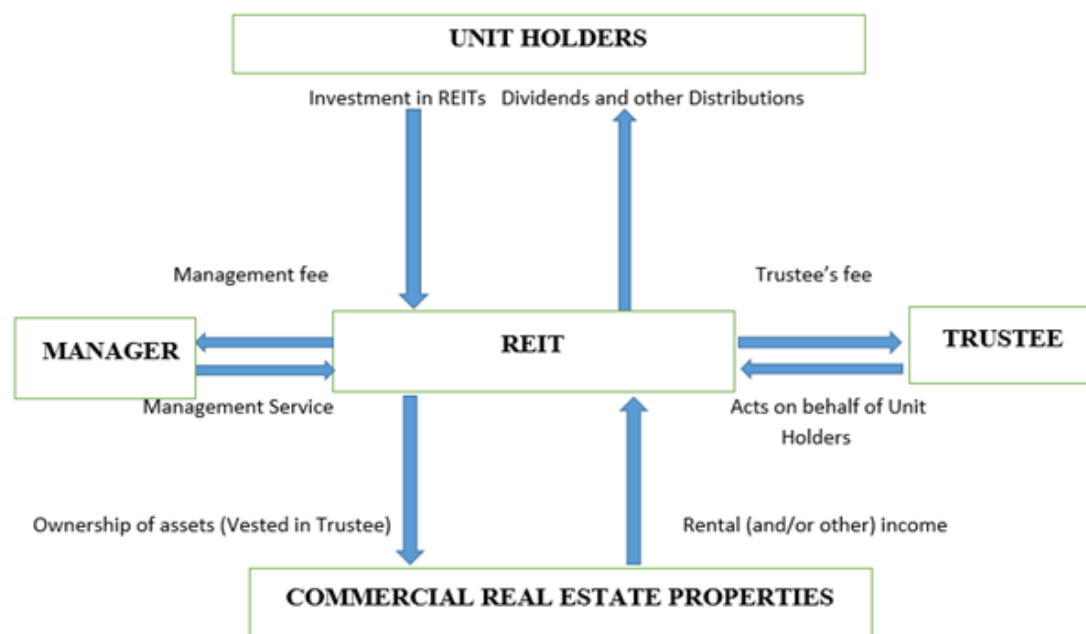 UNIT HOLDERS
Investment in REITs
Dividends and other Distributions
Management fee
Trustee’s fee
MANAGER
REIT
TRUSTEE
Management Service
Acts on behalf of Unit
Holders
Ownership of assets (Vested in Trustee)
Rental (and/or other) income
COMMERCIAL REAL ESTATE PROPERTIES